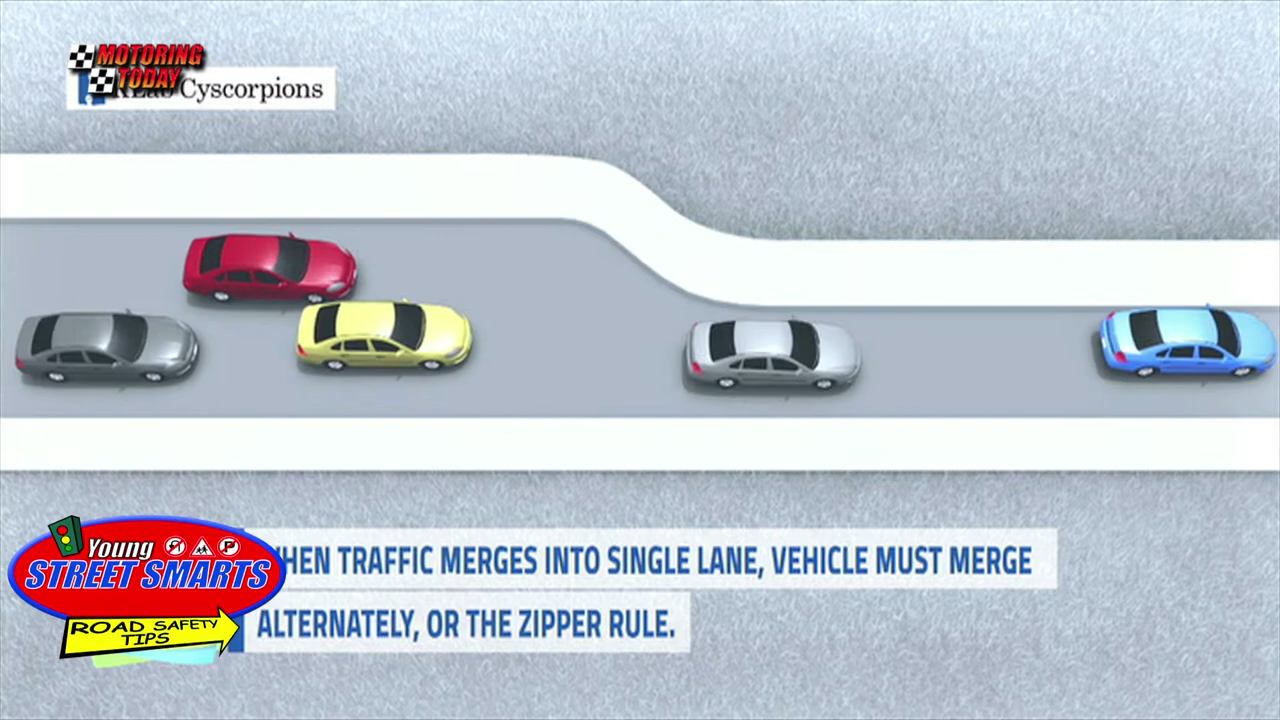 MOTORING
TODAY
Cyscorpions
WHEN TRAFFIC MERGES INTO SINGLE LANE, VEHICLE MUST MERGE
ALTERNATELY, OR THE ZIPPER RULE.
Young
STREET SMARTS
ROAD SAFETY
TIPS